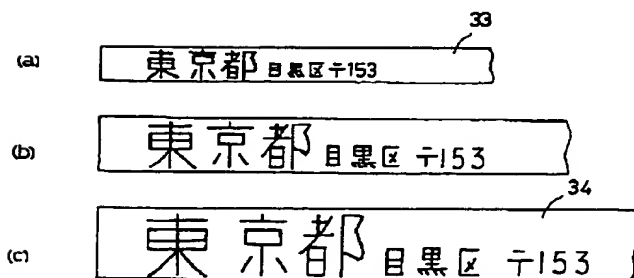 33
(a) 東京都 目黒区 〒153
(b) 東京都 目黒区 〒153
34
(c) 東京都 目黒区 〒153